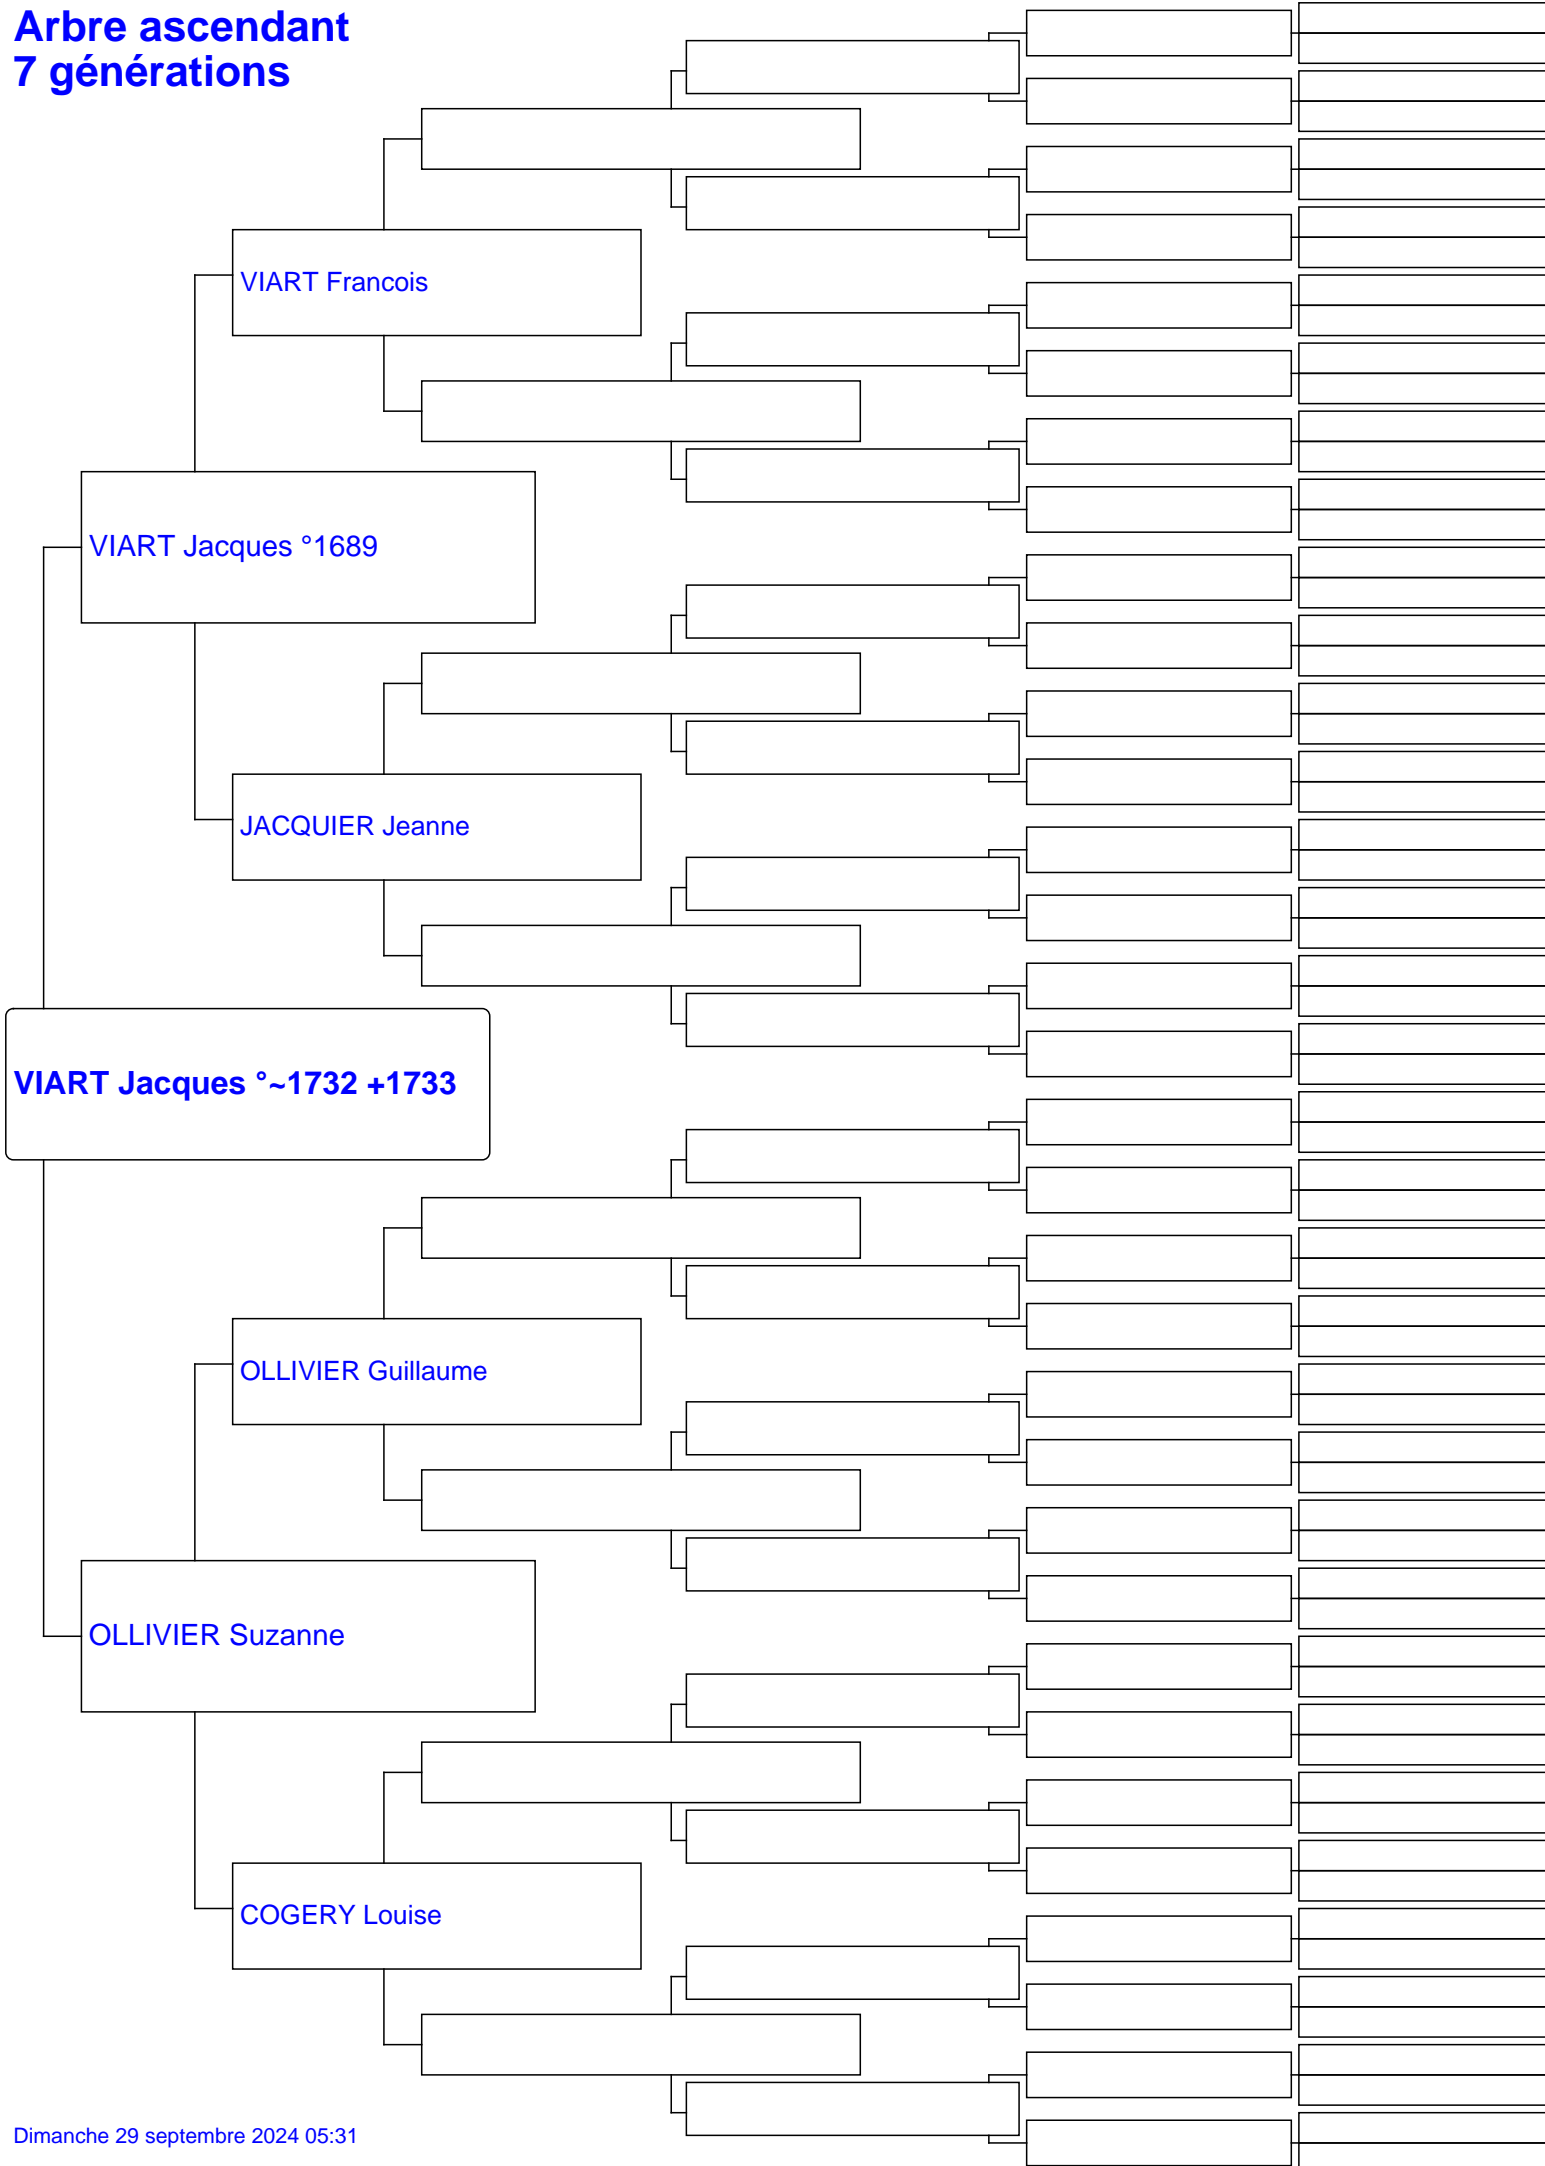 Arbre ascendant
7 générations
VIART Francois
VIART Jacques °1689
JACQUIER Jeanne
VIART Jacques °~1732 +1733
OLLIVIER Guillaume
OLLIVIER Suzanne
COGERY Louise
Dimanche 29 septembre 2024 05:31